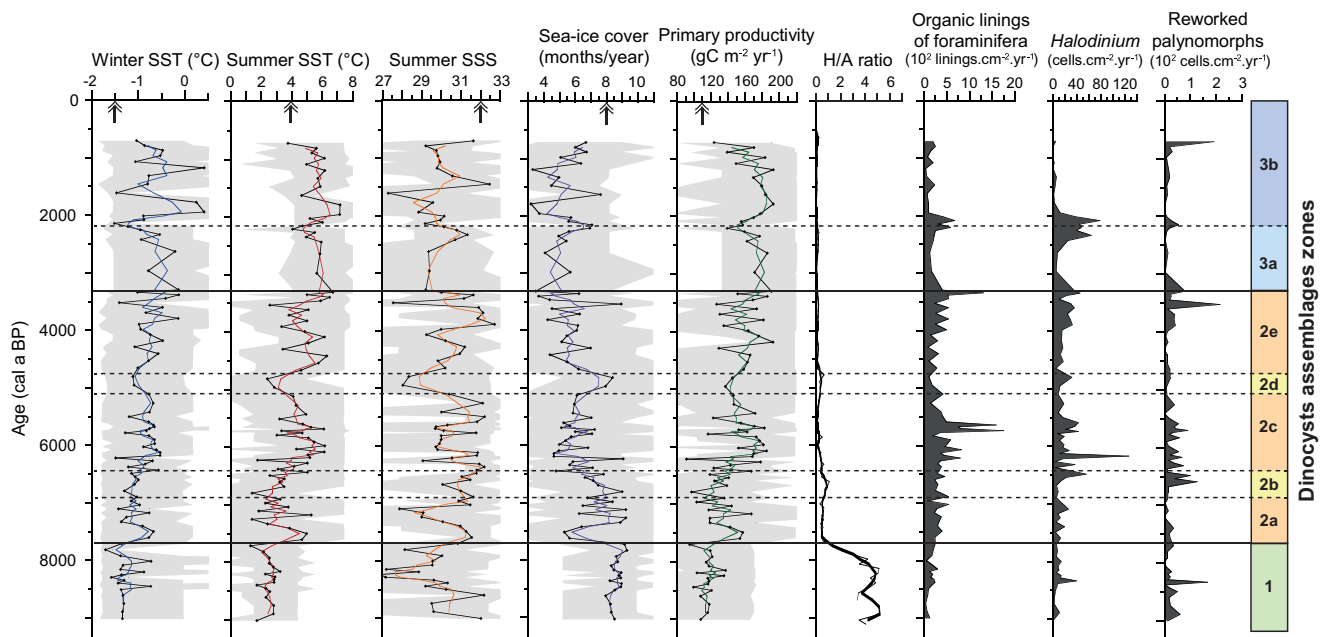 Winter SST (°C)
-2 -1 0
Summer SST (°C)
0 2 4 6 8
Summer SSS
27 29 31 33
Sea-ice cover
(months/year)
4 6 8 10
Primary productivity
(gC m-2 yr-1)
80 120 160 200
H/A ratio
0 2 4 6
Organic linings
of foraminifera
(10² linings.cm-2.yr-1)
0 5 10 15 20
Halodinium
(cells.cm-2.yr-1)
0 40 80 140
Reworked
palynomorphs
(10² cells.cm-2.yr-1)
0 1 2 3
Age (cal a BP)
0
2000
4000
6000
8000
3b
3a
2e
2d
2c
2b
2a
1
Dinocysts assemblages zones